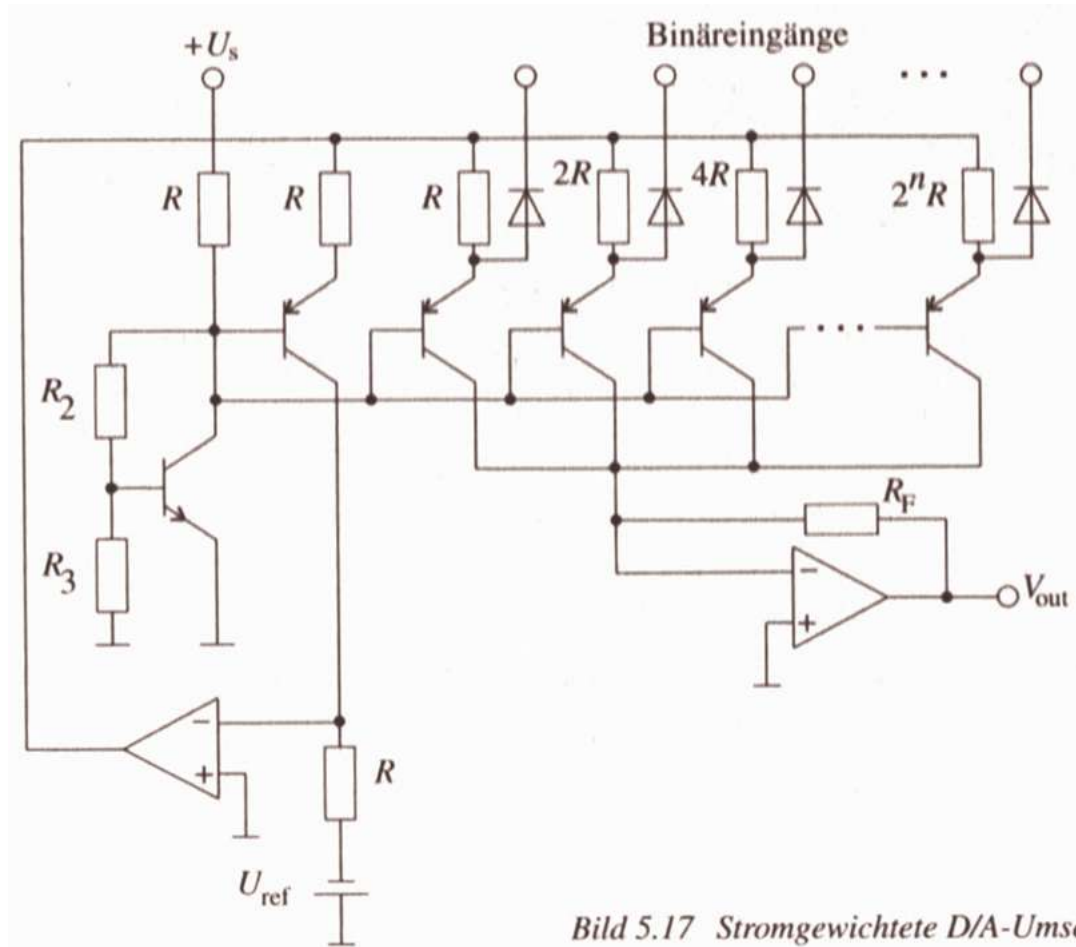 +Us
Binäreingänge
...
R
R
R
2R
4R
2ⁿR
...
R2
R3
RF
−
+
Vout
−
+
R
Uref
Bild 5.17 Stromgewichtete D/A-Ums